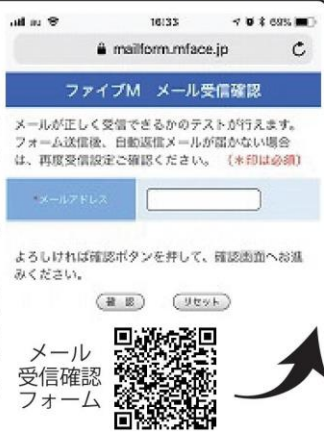 au 16:33 69%
mailform.mface.jp
ファイブM メール受信確認
メールが正しく受信できるかのテストが行えます。
フォーム送信後、自動返信メールが届かない場合
は、再度受信設定ご確認ください。 (*印は必須)
*メールアドレス
よろしければ確認ボタンを押して、確認画面へお進
みください。
確 認 リセット
メール
受信確認
フォーム